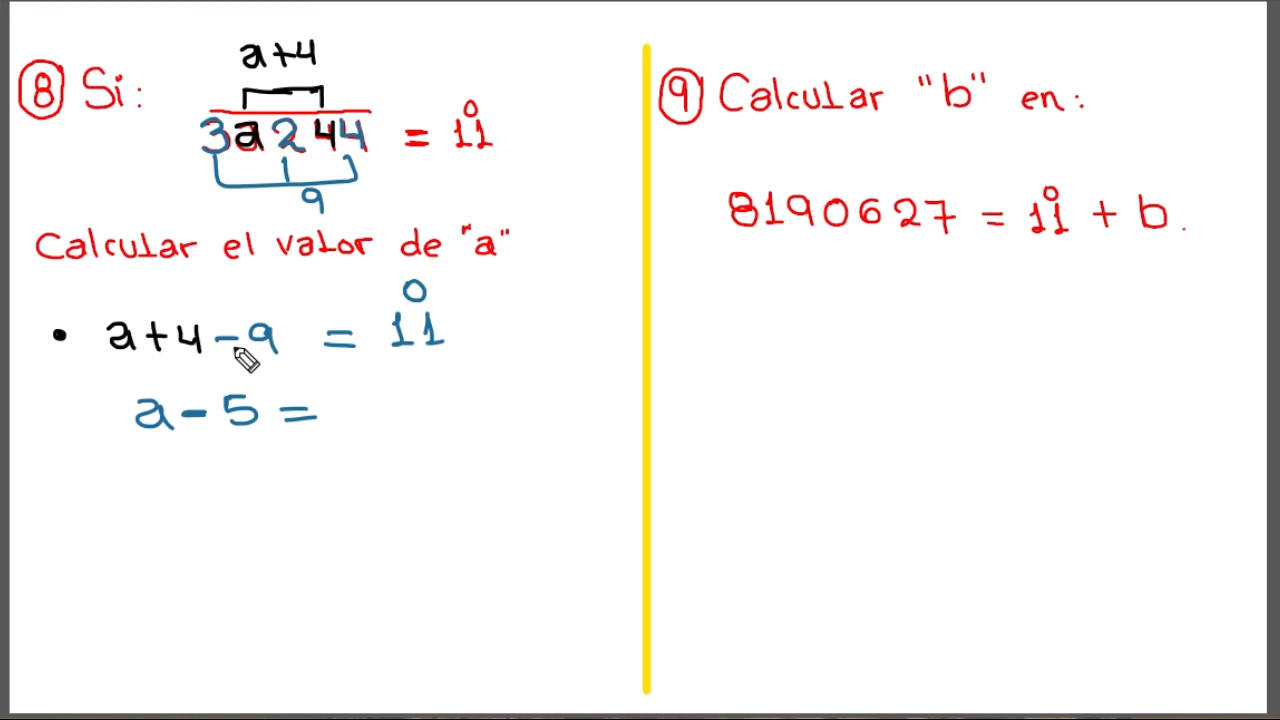 a+4
⑧ Si: 3a244 = 11°
9
Calcular el valor de "a"
• a+4-9 = 11°
a-5=
⑨ Calcular "b" en:
8190627 = 11° + b.